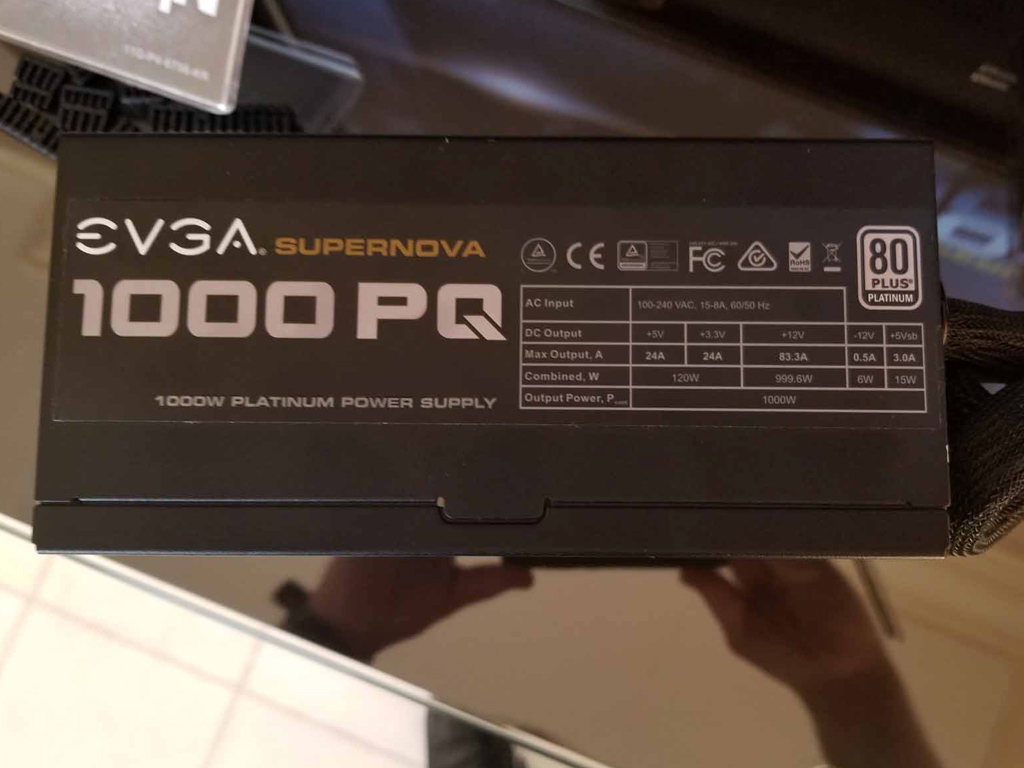 EVGA. SUPERNOVA
1000 PQ
1000W PLATINUM POWER SUPPLY
CE
FC
RoHS
80
PLUS®
PLATINUM
AC Input 100-240 VAC, 15-8A, 60/50 Hz
DC Output +5V +3.3V +12V -12V +5Vsb
Max Output, A 24A 24A 83.3A 0.5A 3.0A
Combined, W 120W 999.6W 6W 15W
Output Power, P 1000W